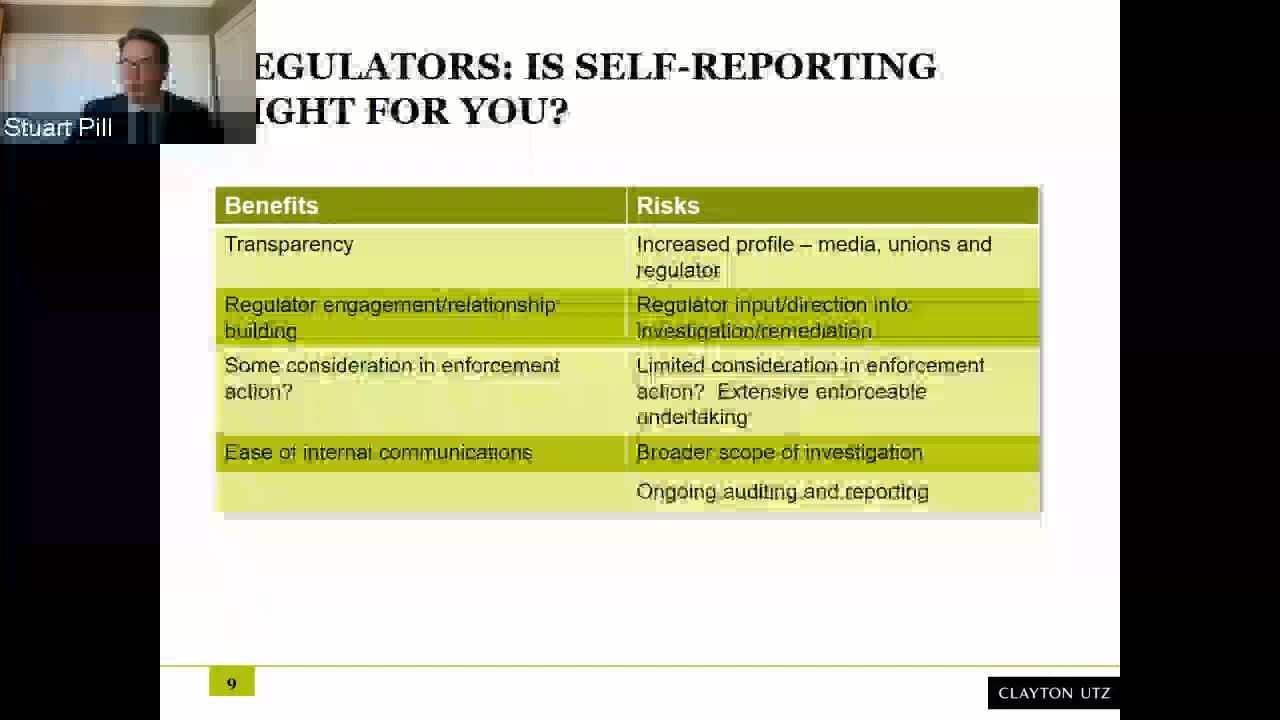 EGULATORS: IS SELF-REPORTING
IGHT FOR YOU?
Stuart Pill
Benefits
Risks
Transparency
Increased profile – media, unions and
regulator
Regulator engagement/relationship
building
Regulator input/direction into
investigation/remediation
Some consideration in enforcement
action?
Limited consideration in enforcement
action? Extensive enforceable
undertaking
Ease of internal communications
Broader scope of investigation
Ongoing auditing and reporting
9
CLAYTON UTZ